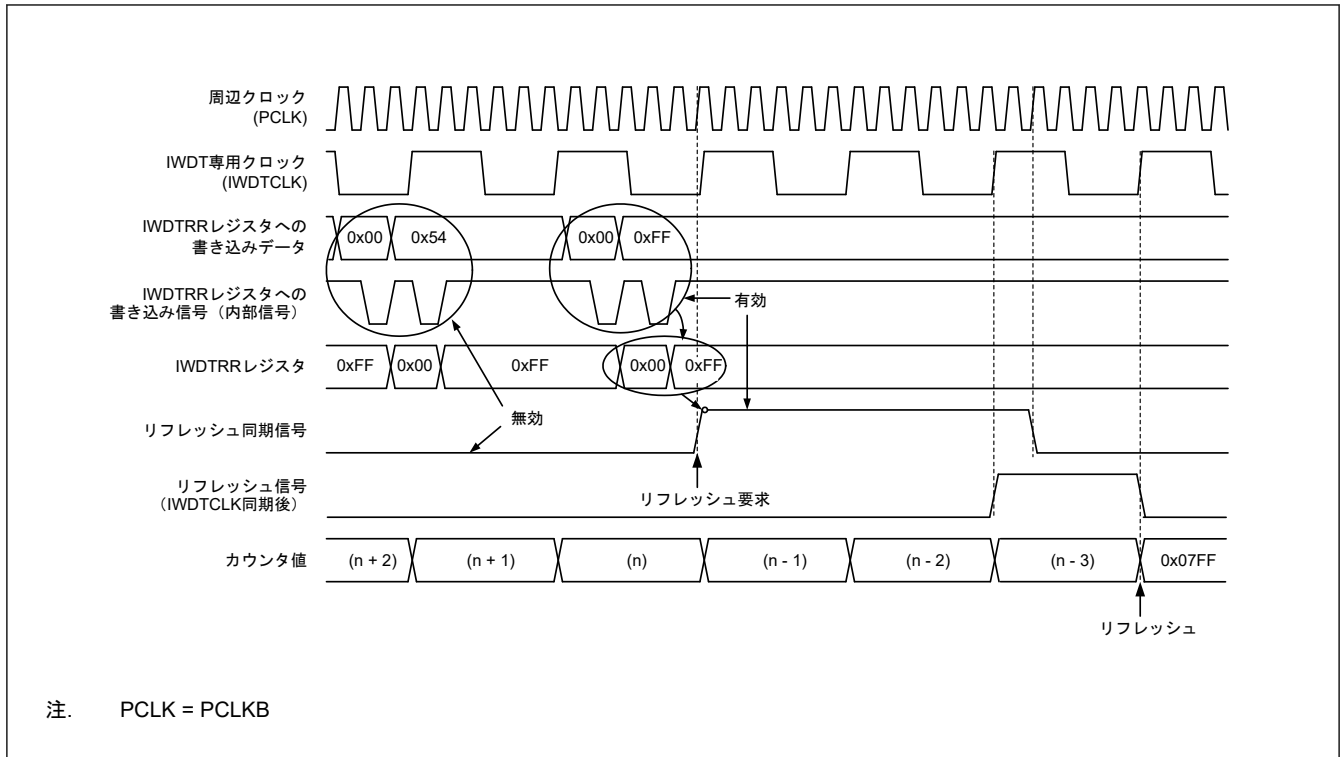 周辺クロック
(PCLK)
IWDT専用クロック
(IWDTCLK)
IWDTRRレジスタへの
書き込みデータ
0x00 0x54 0x00 0xFF
IWDTRRレジスタへの
書き込み信号（内部信号）
有効
IWDTRRレジスタ
0xFF 0x00 0xFF 0x00 0xFF
無効
リフレッシュ同期信号
リフレッシュ要求
リフレッシュ信号
（IWDTCLK同期後）
カウンタ値
(n + 2) (n + 1) (n) (n - 1) (n - 2) (n - 3) 0x07FF
リフレッシュ
注. PCLK = PCLKB